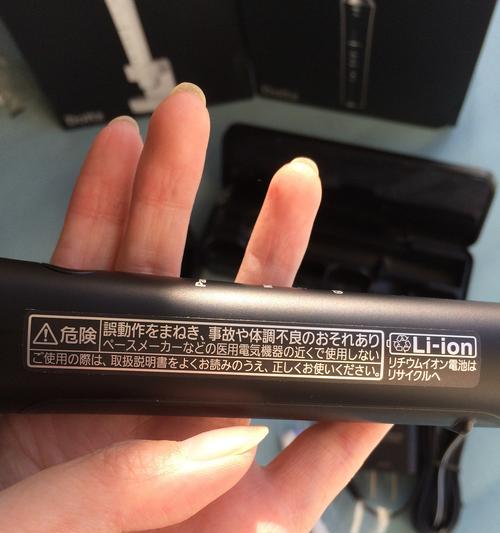 ⚠危険 誤動作をまねき、事故や体調不良のおそれあり
ペースメーカーなどの医用電気機器の近くで使用しない
ご使用の際は、取扱説明書をよくお読みのうえ、正しくお使いください。
Li-ion
リチウムイオン電池は
リサイクルへ